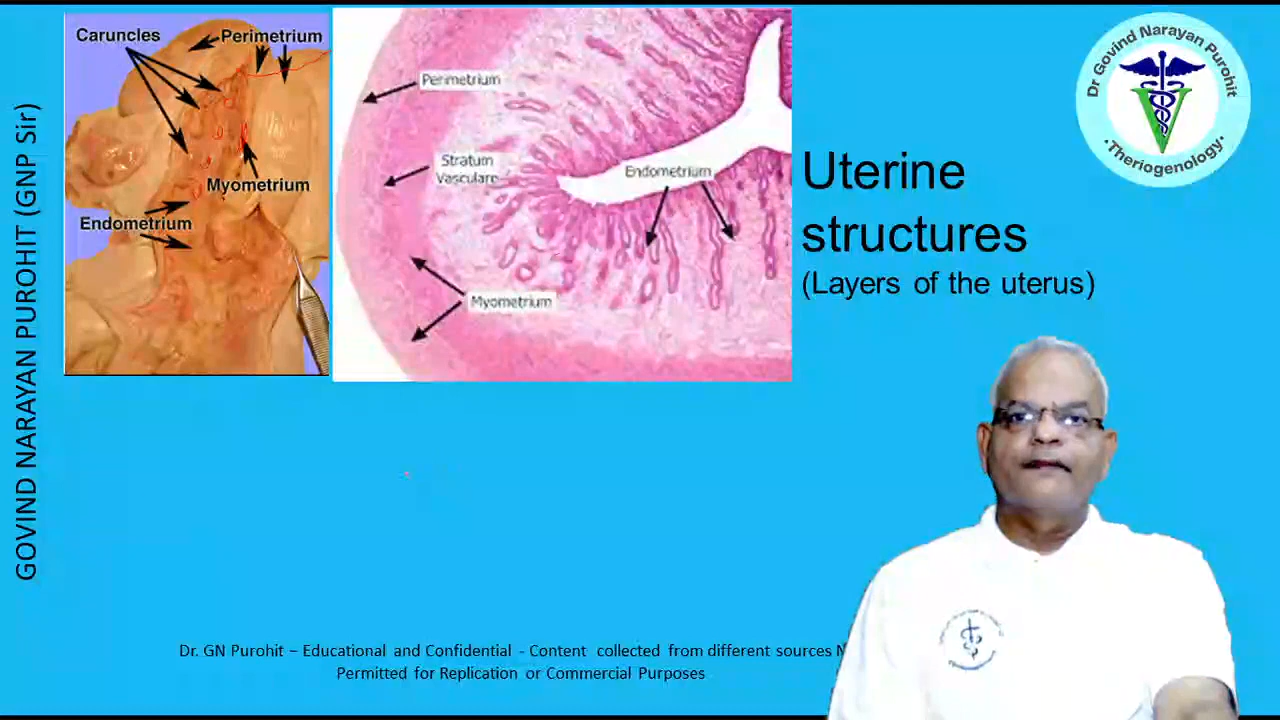 Caruncles
Perimetrium
Myometrium
Endometrium
Perimetrium
Stratum
Vasculare
Endometrium
Myometrium
Uterine
structures
(Layers of the uterus)
Dr Govind Narayan Purohit
·Theriogenology·
V
GOVIND NARAYAN PUROHIT (GNP Sir)
Dr. GN Purohit – Educational and Confidential - Content collected from different sources N
Permitted for Replication or Commercial Purposes